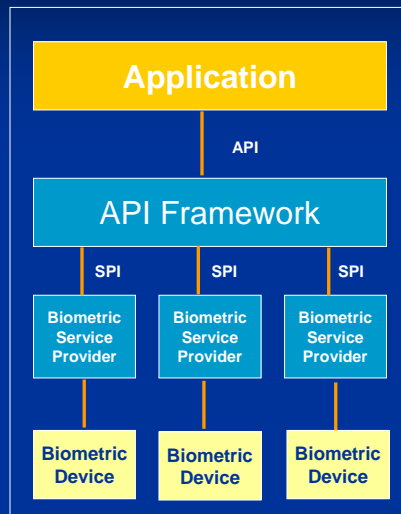 Application
API
API Framework
SPI
SPI
SPI
Biometric
Service
Provider
Biometric
Service
Provider
Biometric
Service
Provider
Biometric
Device
Biometric
Device
Biometric
Device